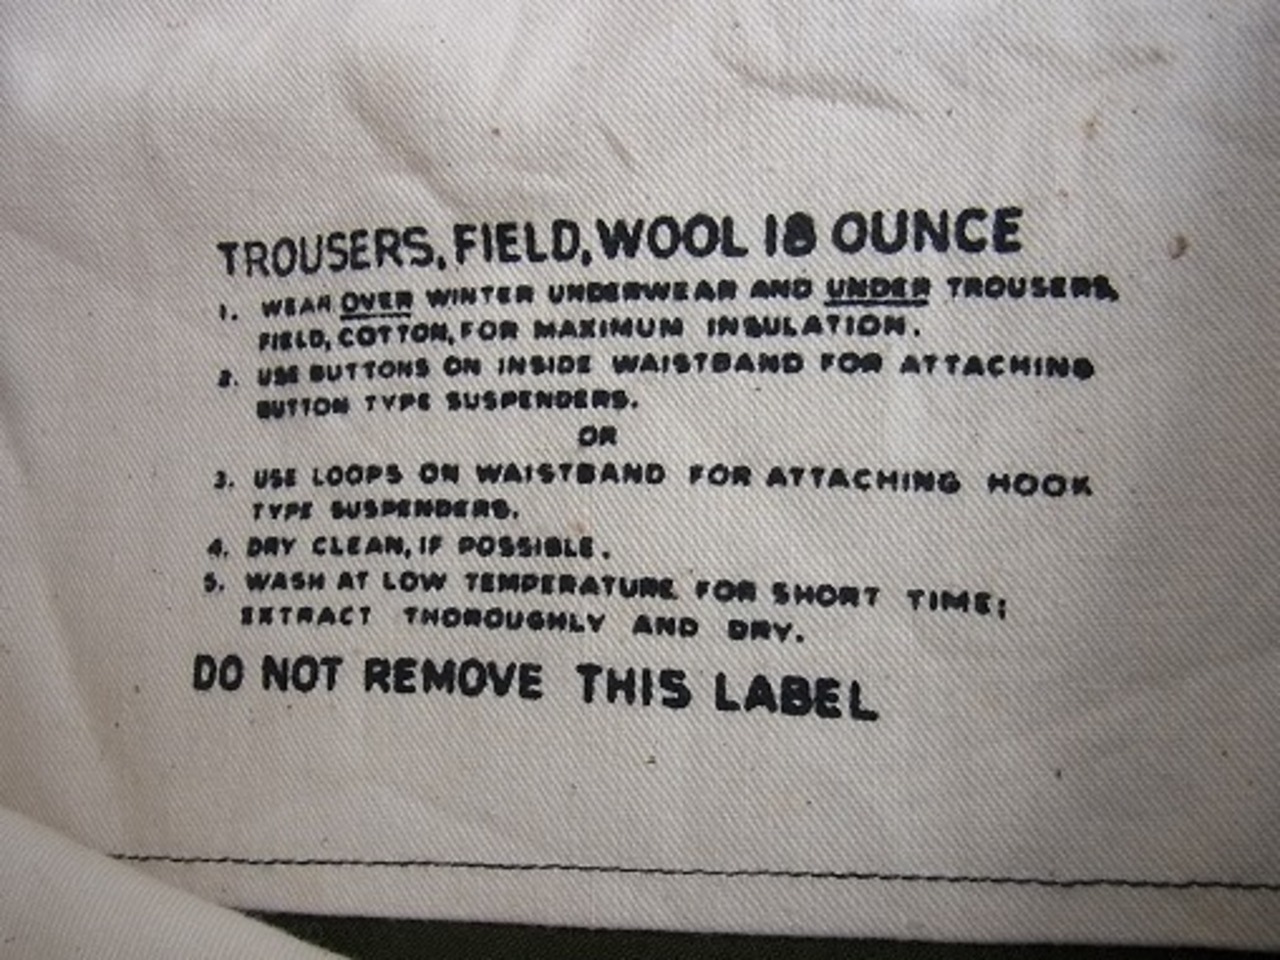 TROUSERS, FIELD, WOOL 18 OUNCE
1. WEAR OVER WINTER UNDERWEAR AND UNDER TROUSERS,
FIELD, COTTON, FOR MAXIMUM INSULATION.
2. USE BUTTONS ON INSIDE WAISTBAND FOR ATTACHING
BUTTON TYPE SUSPENDERS.
OR
3. USE LOOPS ON WAISTBAND FOR ATTACHING HOOK
TYPE SUSPENDERS.
4. DRY CLEAN, IF POSSIBLE.
5. WASH AT LOW TEMPERATURE FOR SHORT TIME;
EXTRACT THOROUGHLY AND DRY.
DO NOT REMOVE THIS LABEL